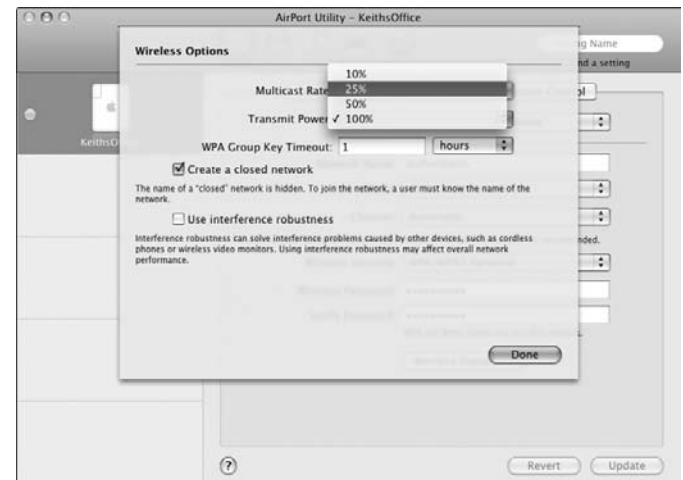 AirPort Utility – KeithsOffice
Wireless Options
10%
Multicast Rate
25%
50%
Transmit Power ✓ 100%
WPA Group Key Timeout: 1 hours
Create a closed network
The name of a "closed" network is hidden. To join the network, a user must know the name of the
network.
Use interference robustness
Interference robustness can solve interference problems caused by other devices, such as cordless
phones or wireless video monitors. Using interference robustness may affect overall network
performance.
Done
Name
a setting
?
Revert
Update